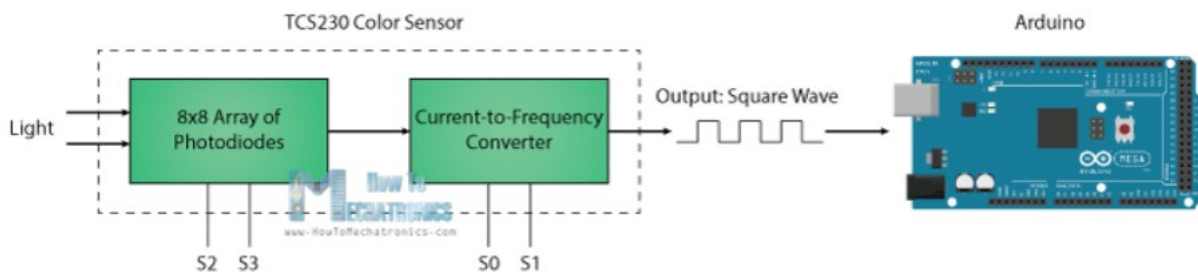 TCS230 Color Sensor
Arduino
Light
8x8 Array of
Photodiodes
Current-to-Frequency
Converter
Output: Square Wave
How To
MECHATRONICS
www.HowToMechatronics.com
S2 S3 S0 S1
MEGA